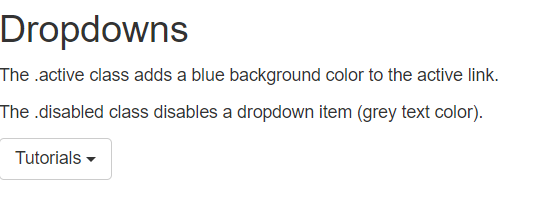 Dropdowns
The .active class adds a blue background color to the active link.
The .disabled class disables a dropdown item (grey text color).
Tutorials